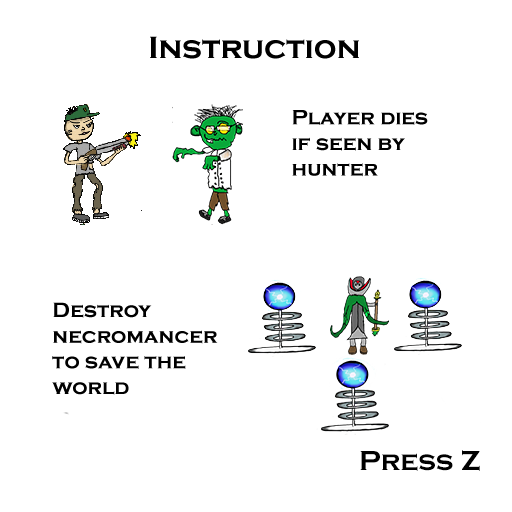 Instruction
Player dies
if seen by
hunter
Destroy
necromancer
to save the
world
Press Z